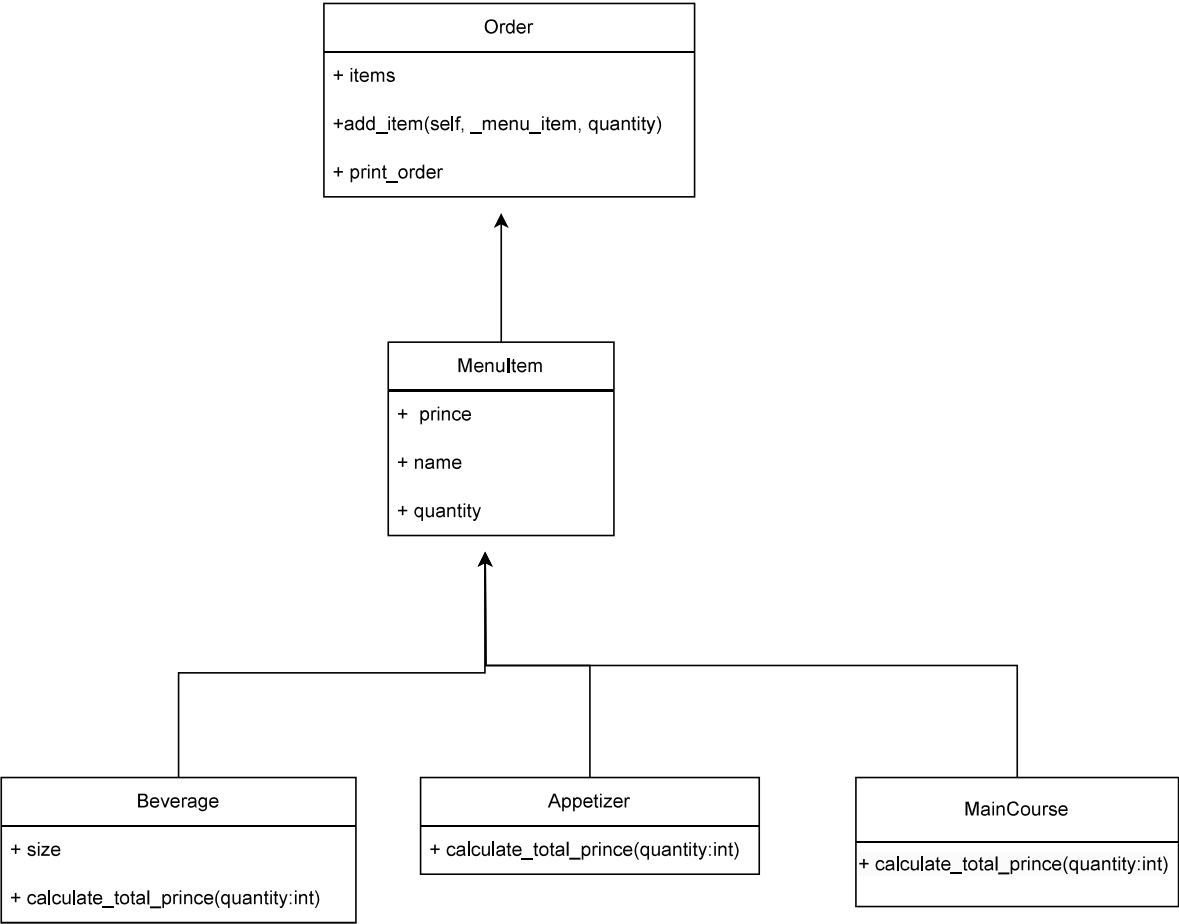 Order
+ items
+add_item(self, _menu_item, quantity)
+ print_order
MenuItem
+ prince
+ name
+ quantity
Beverage
+ size
+ calculate_total_prince(quantity:int)
Appetizer
+ calculate_total_prince(quantity:int)
MainCourse
+ calculate_total_prince(quantity:int)